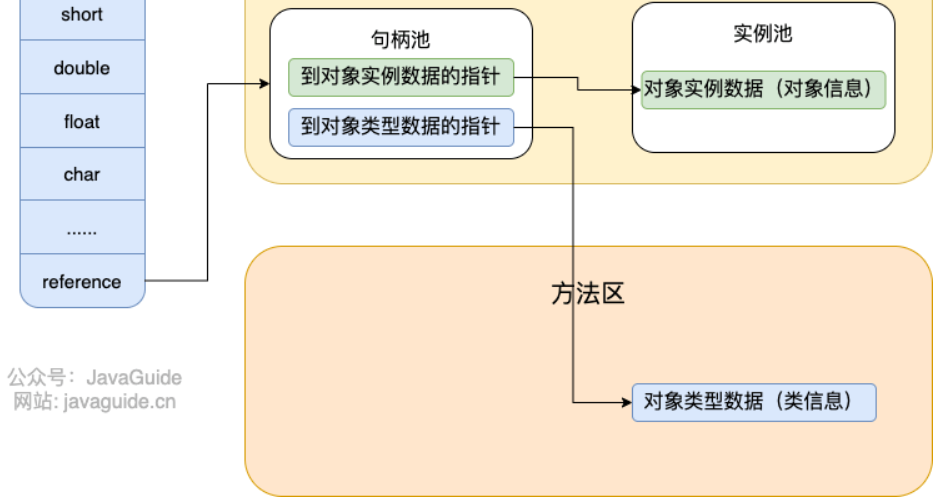 short
double
float
char
......
reference
句柄池
到对象实例数据的指针
到对象类型数据的指针
实例池
对象实例数据（对象信息）
方法区
对象类型数据（类信息）
公众号：JavaGuide
网站: javaguide.cn